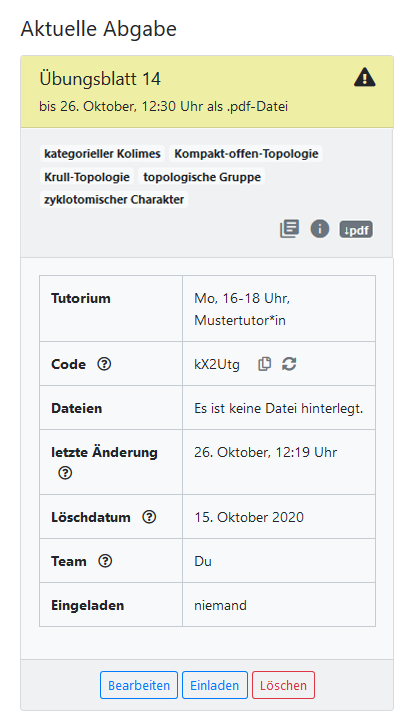 Aktuelle Abgabe
Übungsblatt 14
bis 26. Oktober, 12:30 Uhr als .pdf-Datei
kategorieller Kolimes Kompakt-offen-Topologie
Krull-Topologie topologische Gruppe
zyklotomischer Charakter
↓pdf
Tutorium Mo, 16-18 Uhr,
Mustertutor*in
Code kX2Utg
Dateien Es ist keine Datei hinterlegt.
letzte Änderung 26. Oktober, 12:19 Uhr
Löschdatum 15. Oktober 2020
Team Du
Eingeladen niemand
Bearbeiten Einladen Löschen